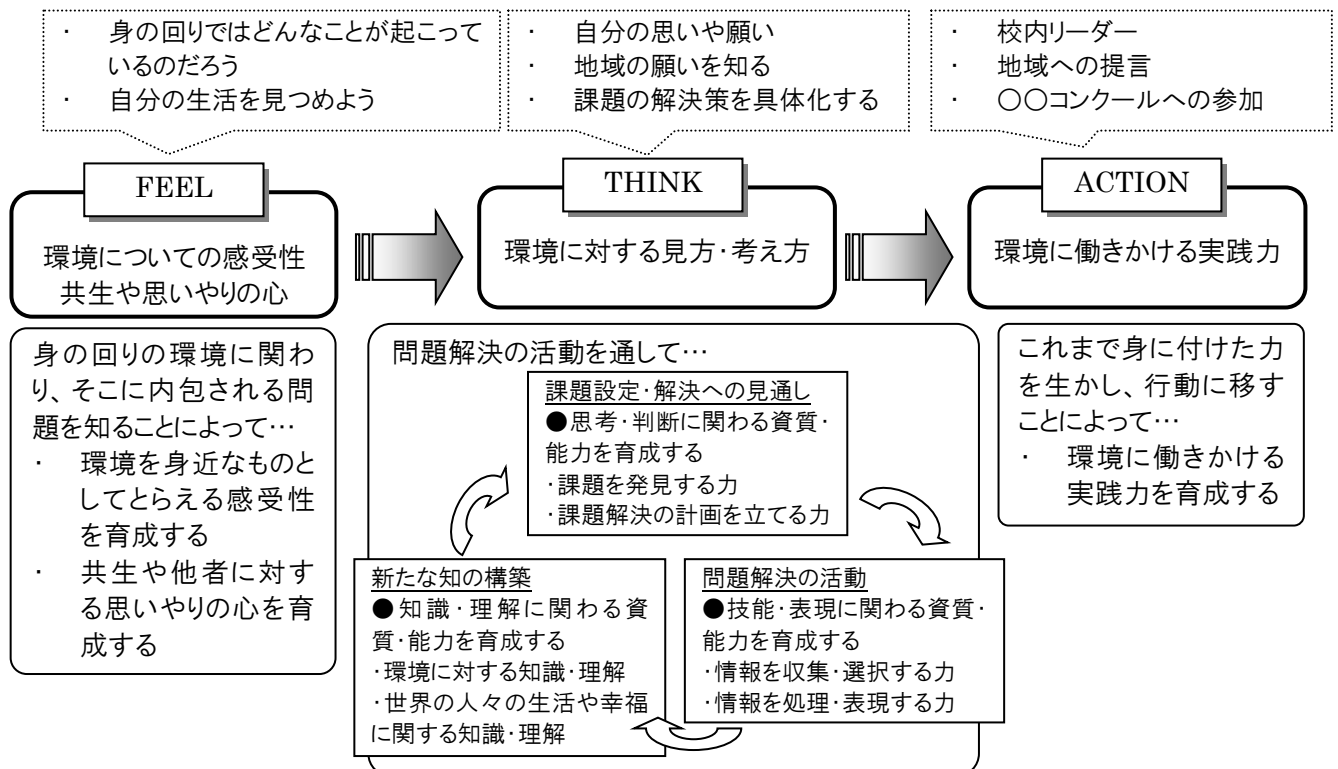 · 身の回りではどんなことが起こって
いるのだろう
· 自分の生活を見つめよう
· 自分の思いや願い
· 地域の願いを知る
· 課題の解決策を具体化する
· 校内リーダー
· 地域への提言
· 〇〇コンクールへの参加
FEEL
環境についての感受性
共生や思いやりの心
THINK
環境に対する見方・考え方
ACTION
環境に働きかける実践力
身の回りの環境に関わ
り、そこに内包される問
題を知ることによって…
· 環境を身近なものと
してとらえる感受性
を育成する
· 共生や他者に対す
る思いやりの心を育
成する
問題解決の活動を通して…
課題設定・解決への見通し
●思考・判断に関わる資質・
能力を育成する
・課題を発見する力
・課題解決の計画を立てる力
新たな知の構築
●知識・理解に関わる資
質・能力を育成する
・環境に対する知識・理解
・世界の人々の生活や幸福
に関する知識・理解
問題解決の活動
●技能・表現に関わる資質・
能力を育成する
・情報を収集・選択する力
・情報を処理・表現する力
これまで身に付けた力
を生かし、行動に移す
ことによって…
· 環境に働きかける
実践力を育成する